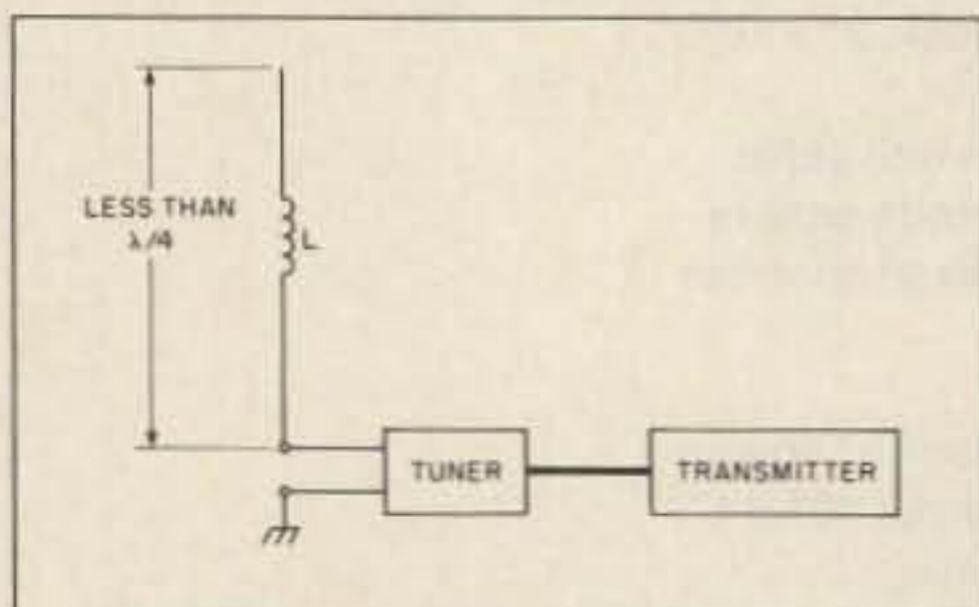 LESS THAN
λ/4
L
TUNER
TRANSMITTER